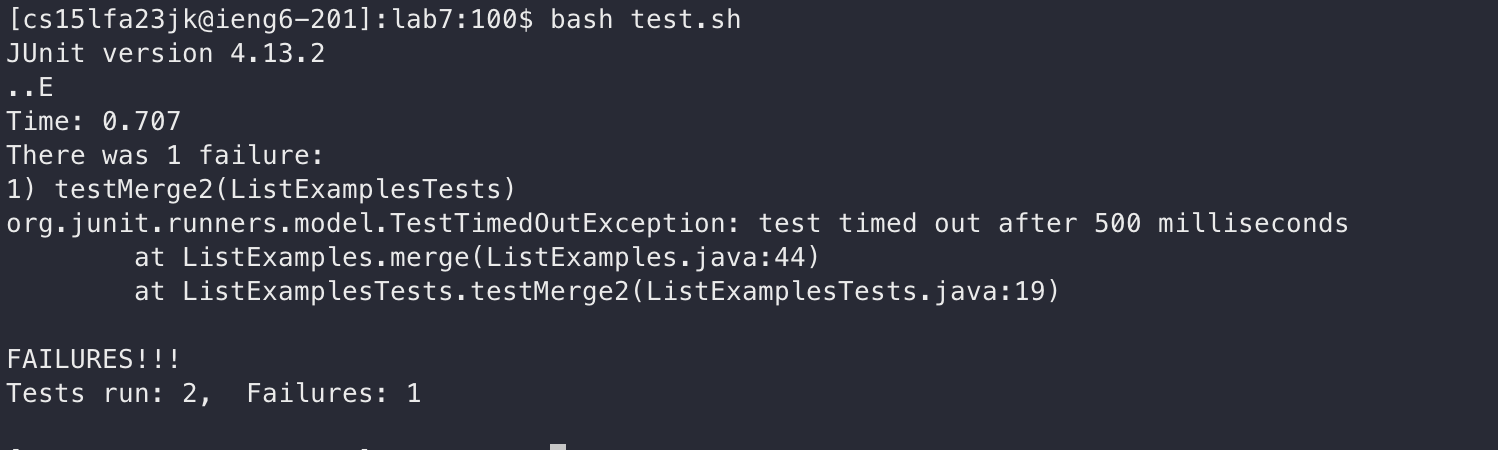 [cs15lfa23jk@ieng6-201]:lab7:100$ bash test.sh
JUnit version 4.13.2
..E
Time: 0.707
There was 1 failure:
1) testMerge2(ListExamplesTests)
org.junit.runners.model.TestTimedOutException: test timed out after 500 milliseconds
        at ListExamples.merge(ListExamples.java:44)
        at ListExamplesTests.testMerge2(ListExamplesTests.java:19)
FAILURES!!!
Tests run: 2,  Failures: 1